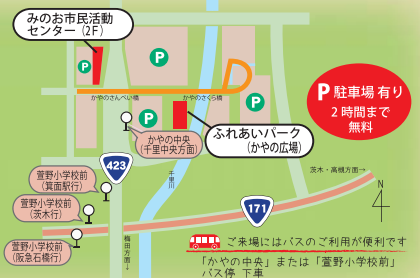 みのお市民活動
センター (2F)
P
P
P
P
かやのさんぺい橋
かやのさくら橋
P 駐車場 有り
2時間まで
無料
かやの中央
(千里中央方面)
ふれあいパーク
(かやの広場)
423
千里川
茨木・高槻方面→
N
4
萱野小学校前
(箕面駅行)
萱野小学校前
(茨木行)
171
萱野小学校前
(阪急石橋行)
梅田方面→
ご来場にはバスのご利用が便利です
「かやの中央」または「萱野小学校前」
バス停 下車